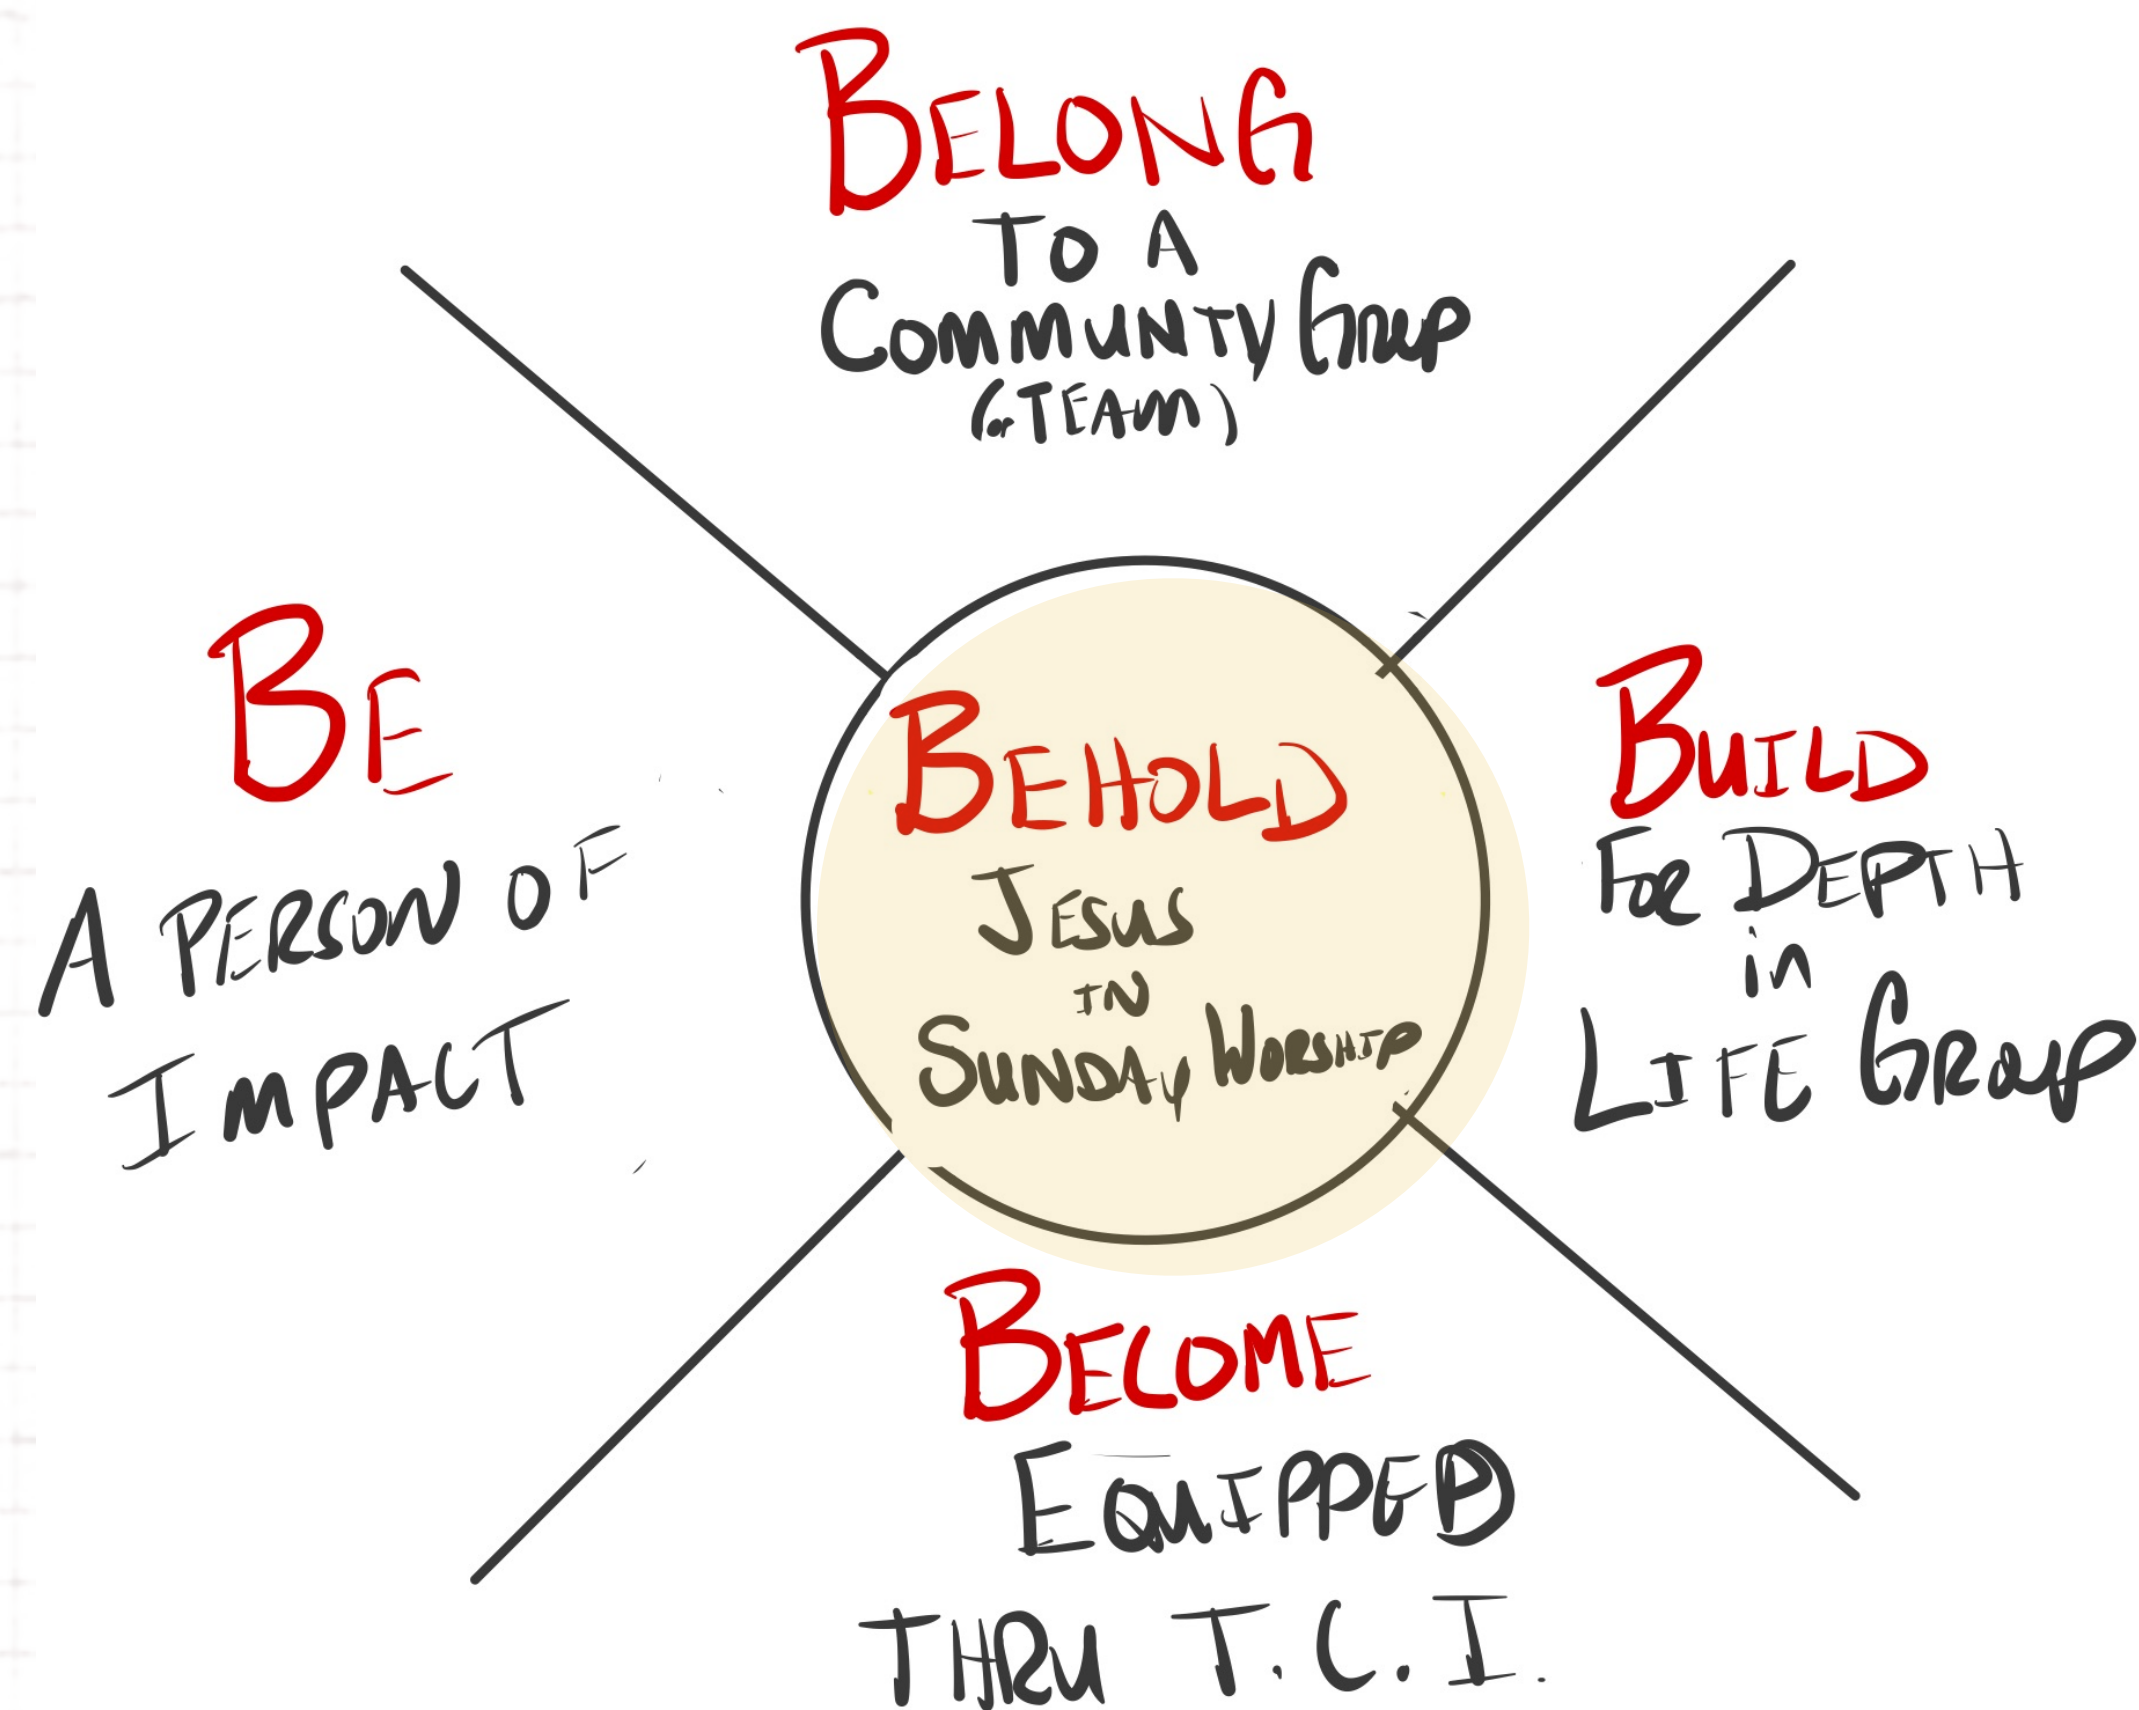 BELONG
TO A
COMMUNITY GROUP
(or TEAM)
BE
A PERSON OF
IMPACT
BEHOLD
JESUS
IN
SUNDAY WORSHIP
BUILD
FOR DEPTH
in
LIFE GROUP
BECOME
EQUIPPED
THRU T.C.I.